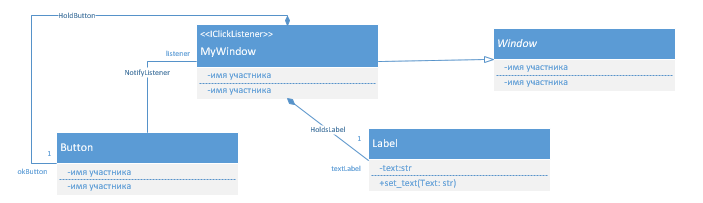 HoldButton
<<IClickListener>>
MyWindow
-имя участника
-имя участника
listener
Window
-имя участника
-имя участника
NotifyListener
HoldsLabel
1
textLabel
Button
-имя участника
-имя участника
1
okButton
Label
-text:str
+set_text(Text: str)